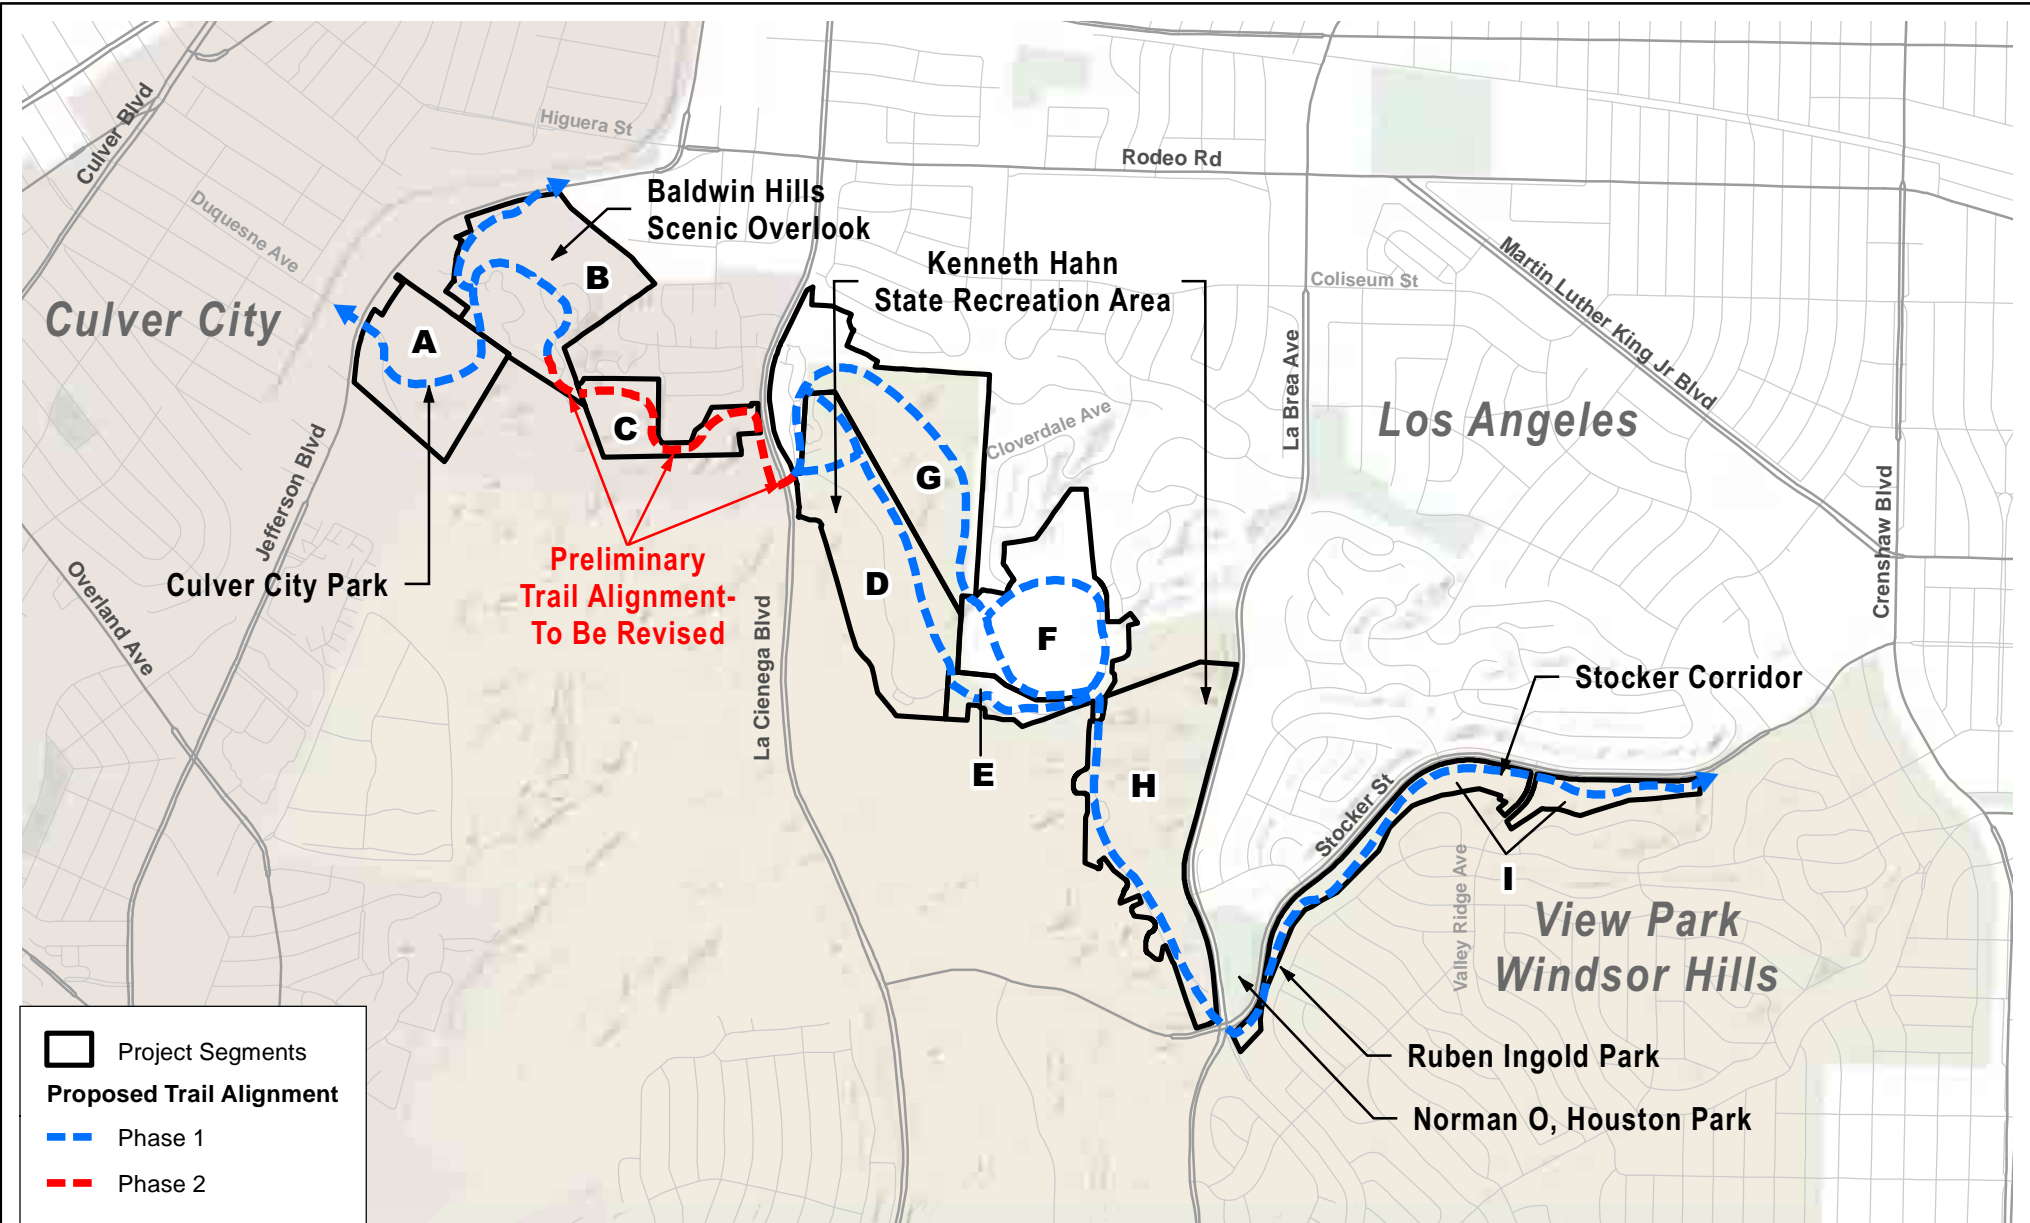 Culver Blvd
Higuera St
Rodeo Rd
Duquesne Ave
Baldwin Hills
Scenic Overlook
B
Kenneth Hahn
State Recreation Area
Coliseum St
Martin Luther King Jr Blvd
Culver City
A
La Brea Ave
Los Angeles
C
Cloverdale Ave
G
Jefferson Blvd
Crenshaw Blvd
Preliminary
Trail Alignment-
To Be Revised
Culver City Park
D
Overland Ave
La Cienega Blvd
F
Stocker Corridor
E
H
Stocker St
I
Valley Ridge Ave
View Park
Windsor Hills
Ruben Ingold Park
Norman O, Houston Park
Project Segments
Proposed Trail Alignment
Phase 1
Phase 2